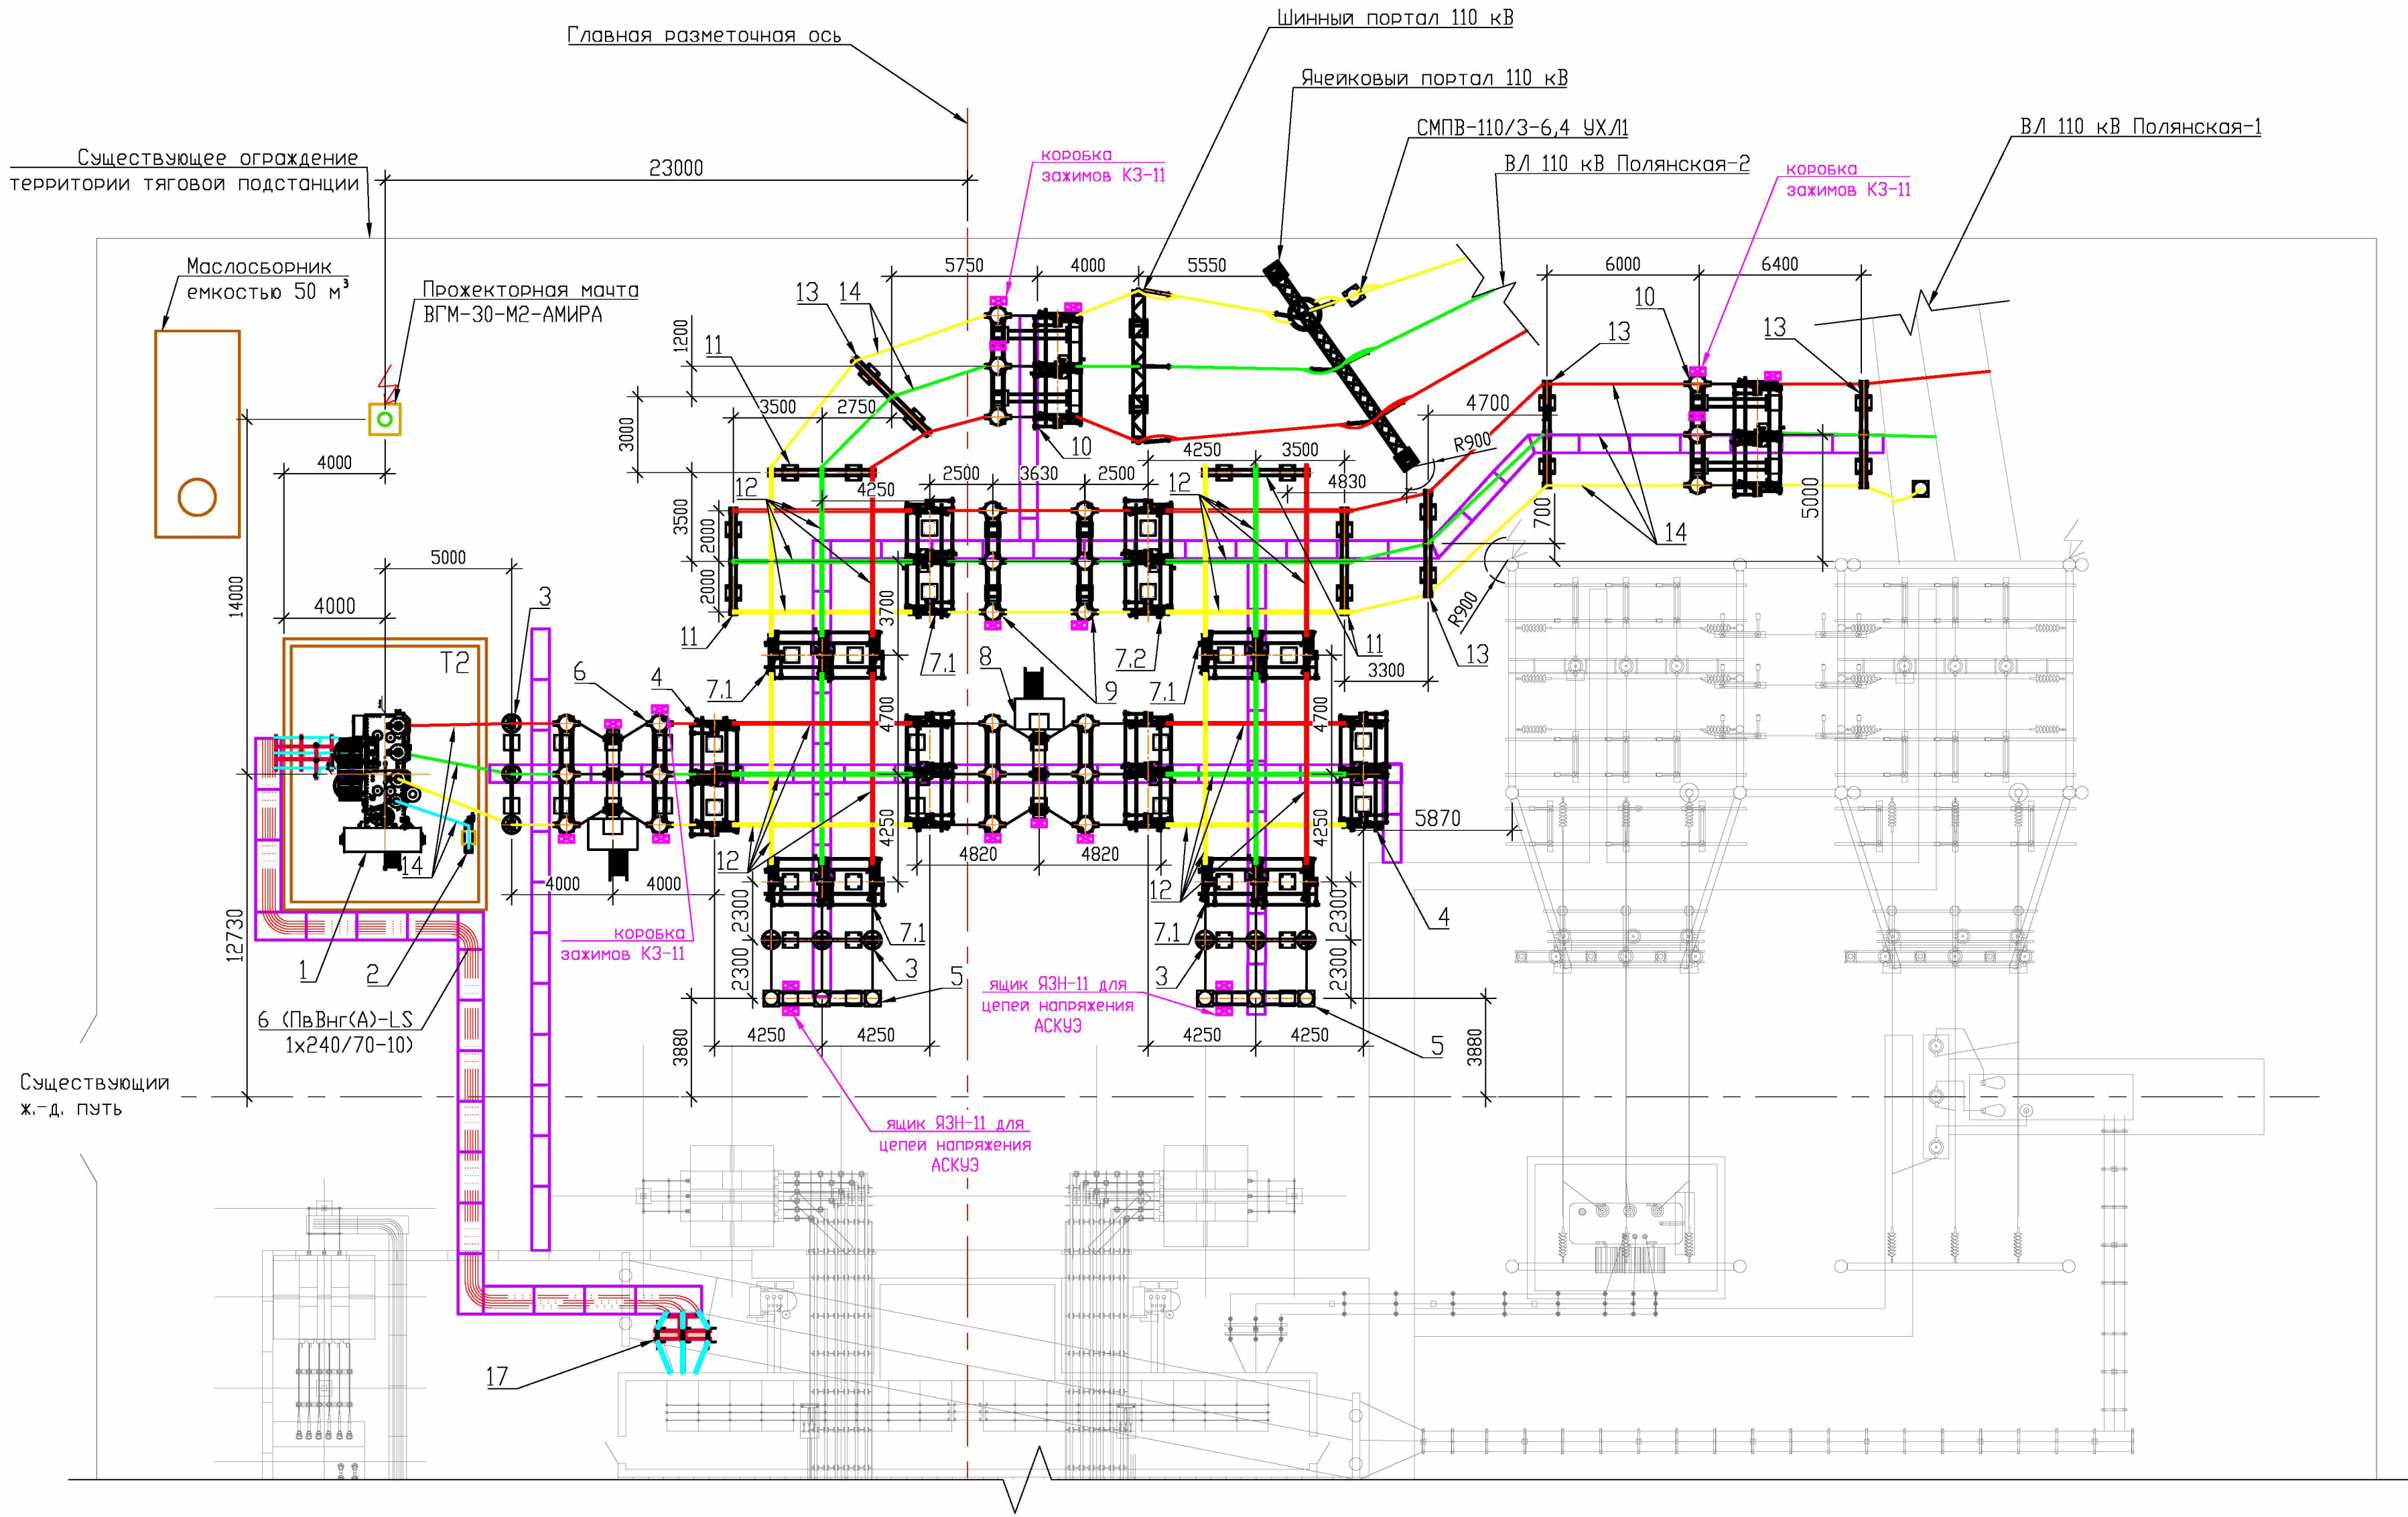 Шинный портал 110 кВ
Главная разметочная ось
Ячейковый портал 110 кВ
СМПВ-110/3-6,4 УХЛ1
ВЛ 110 кВ Полянская-1
Существующее ограждение
территории тяговой подстанции
23000
коробка
зажимов КЗ-11
ВЛ 110 кВ Полянская-2
коробка
зажимов КЗ-11
Маслосборник
емкостью 50 м³
Прожекторная мачта
ВГМ-30-М2-АМИРА
5750
4000
5550
6000
6400
13
14
10
13
13
1200
11
3500
2750
3000
10
4700
R900
4000
4250
3500
2500
3630
2500
12
4250
12
4830
3500
2000
2000
700
5000
14
5000
3
4000
14000
3700
R900
11
7.1
7.2
11
13
T2
6
4
7.1
8
9
7.1
3300
4700
4700
4250
4250
5870
14
12
4820
4820
12
4000
4000
2300
2300
4
12730
коробка
зажимов КЗ-11
7.1
7.1
2300
2300
1
2
3
5
3
ящик ЯЗН-11 для
цепей напряжения
АСКУЭ
6 (ПвВнг(А)-LS
1х240/70-10)
3880
4250
4250
4250
4250
5
3880
Существующий
ж.-д. путь
ящик ЯЗН-11 для
цепей напряжения
АСКУЭ
17